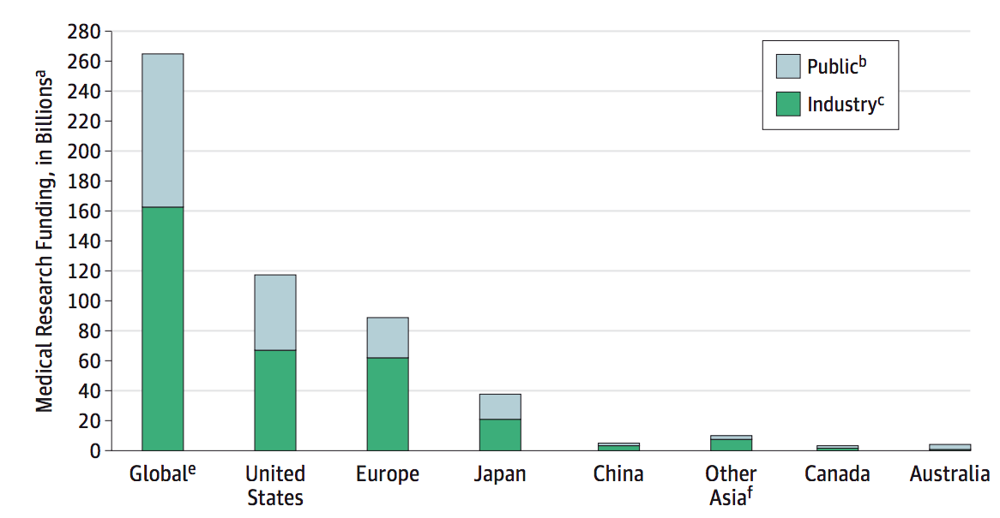 Medical Research Funding, in Billionsᵃ
280
260
240
220
200
180
160
140
120
100
80
60
40
20
0
Publicᵇ
Industryᶜ
Globalᵉ
United
States
Europe
Japan
China
Other
Asiaᶠ
Canada
Australia